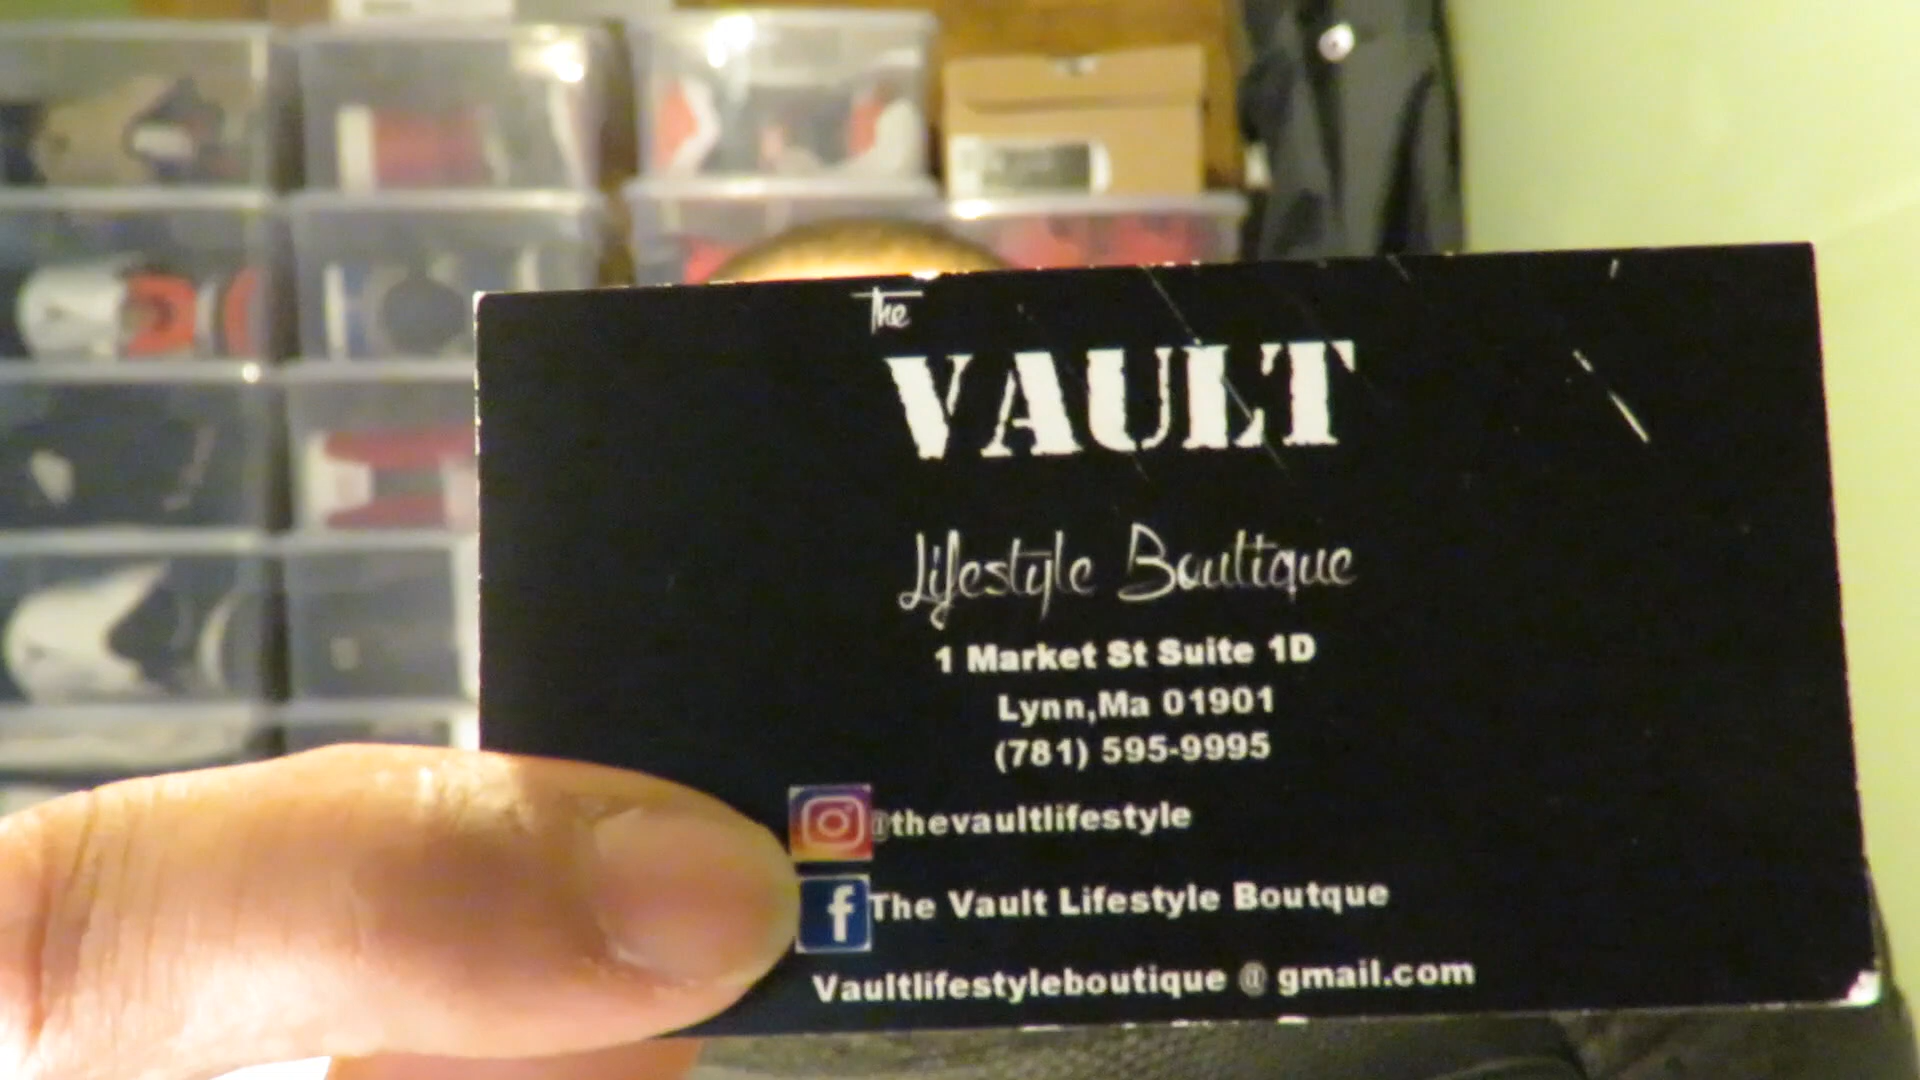 The
VAULT
Lifestyle Boutique
1 Market St Suite 1D
Lynn,Ma 01901
(781) 595-9995
@thevaultlifestyle
f The Vault Lifestyle Boutque
Vaultlifestyleboutique @ gmail.com